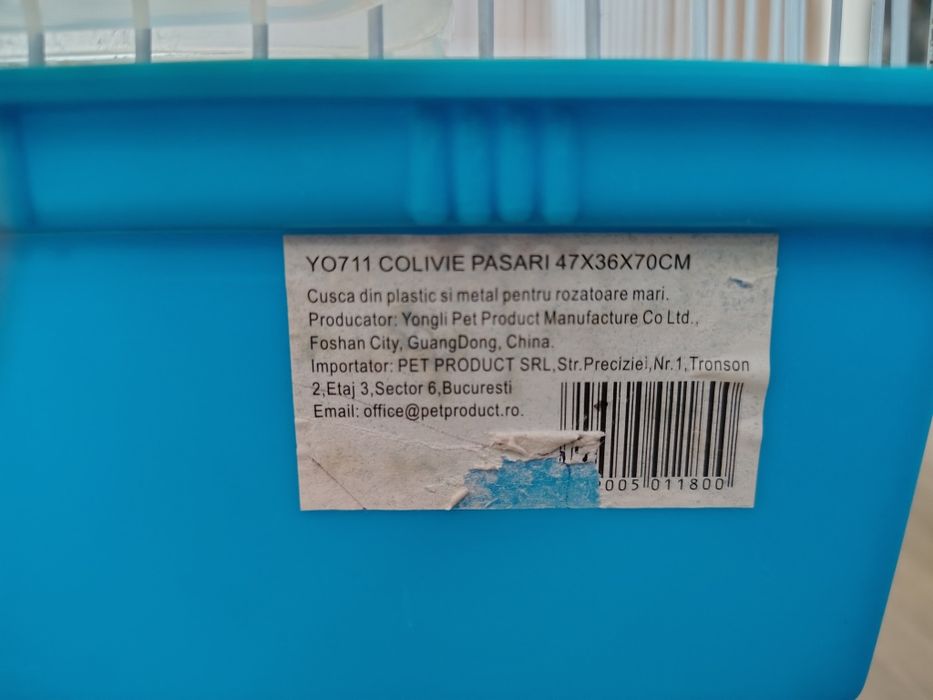 YO711 COLIVIE PASARI 47X36X70CM
Cusca din plastic si metal pentru rozatoare mari.
Producator: Yongli Pet Product Manufacture Co Ltd.,
Foshan City, GuangDong, China.
Importator: PET PRODUCT SRL,Str.Preciziei,Nr.1,Tronson
2,Etaj 3,Sector 6,Bucuresti
Email: office@petproduct.ro.
005 011800